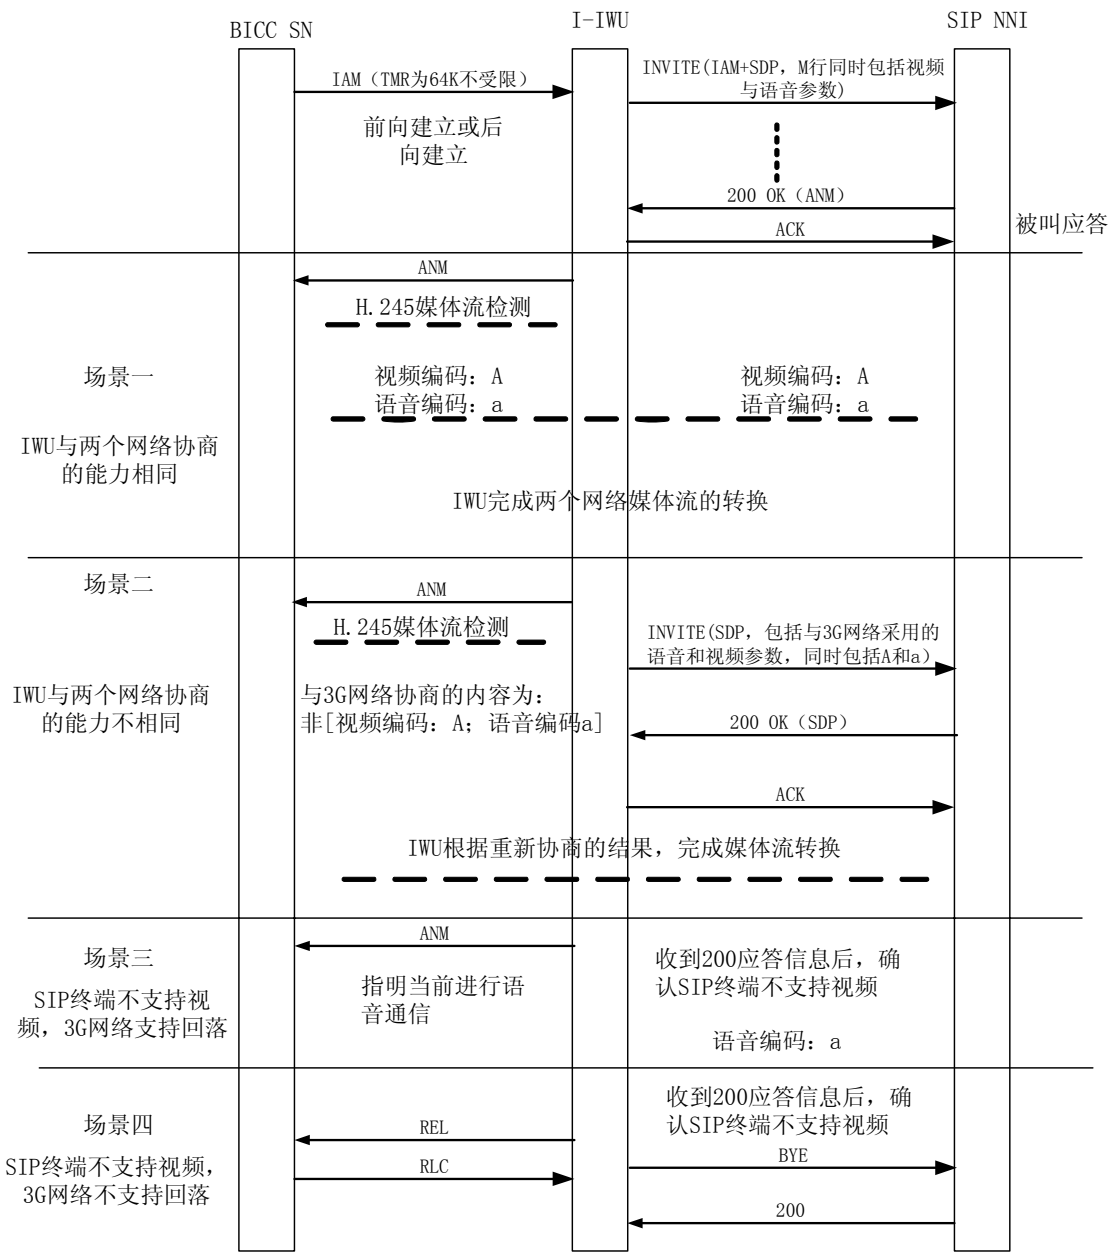 BICC SN
I-IWU
SIP NNI
IAM（TMR为64K不受限）
INVITE(IAM+SDP，M行同时包括视频
与语音参数)
前向建立或后
向建立
200 OK（ANM）
ACK
被叫应答
ANM
H.245媒体流检测
场景一
视频编码：A
语音编码：a
视频编码：A
语音编码：a
IWU与两个网络协商
的能力相同
IWU完成两个网络媒体流的转换
场景二
ANM
H.245媒体流检测
INVITE(SDP，包括与3G网络采用的
语音和视频参数，同时包括A和a)
IWU与两个网络协商
的能力不相同
与3G网络协商的内容为：
非[视频编码：A；语音编码a]
200 OK（SDP）
ACK
IWU根据重新协商的结果，完成媒体流转换
场景三
SIP终端不支持视
频，3G网络支持回落
ANM
指明当前进行语
音通信
收到200应答信息后，确
认SIP终端不支持视频
语音编码：a
场景四
SIP终端不支持视频，
3G网络不支持回落
REL
RLC
收到200应答信息后，确
认SIP终端不支持视频
BYE
200